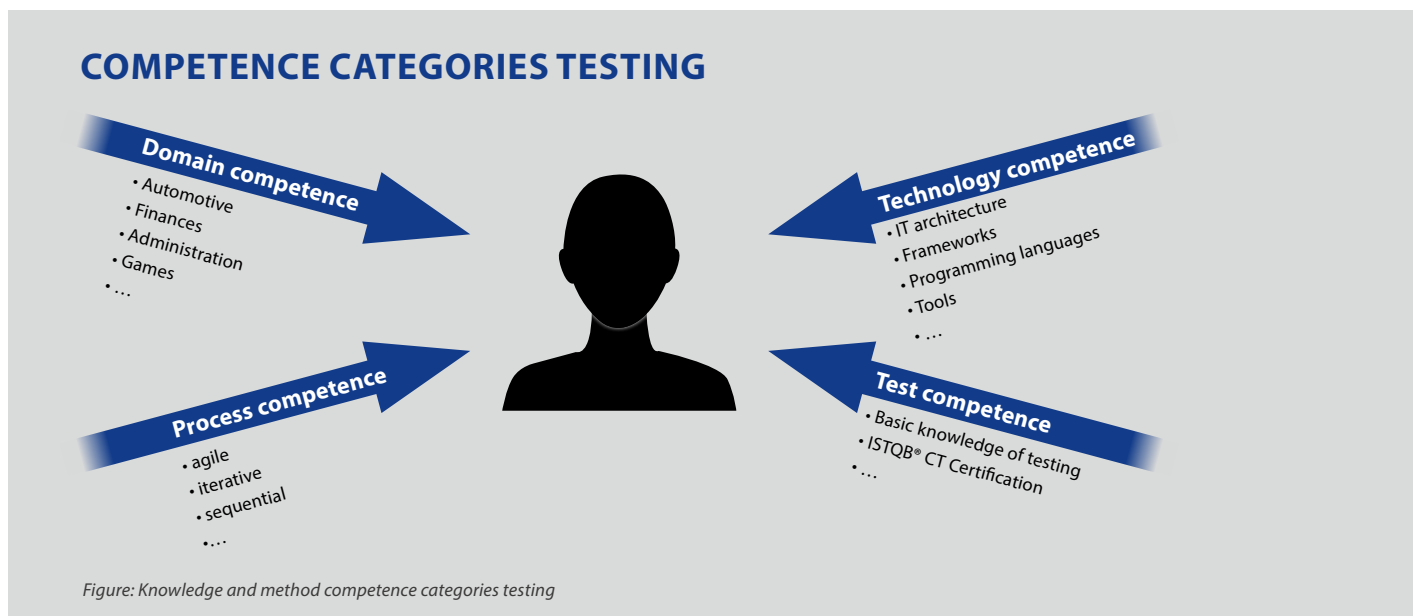 COMPETENCE CATEGORIES TESTING
Domain competence
• Automotive
• Finances
• Administration
• Games
• …
Technology competence
• IT architecture
• Frameworks
• Programming languages
• Tools
• …
Process competence
• agile
• iterative
• sequential
•…
Test competence
• Basic knowledge of testing
• ISTQB® CT Certification
• …
Figure: Knowledge and method competence categories testing